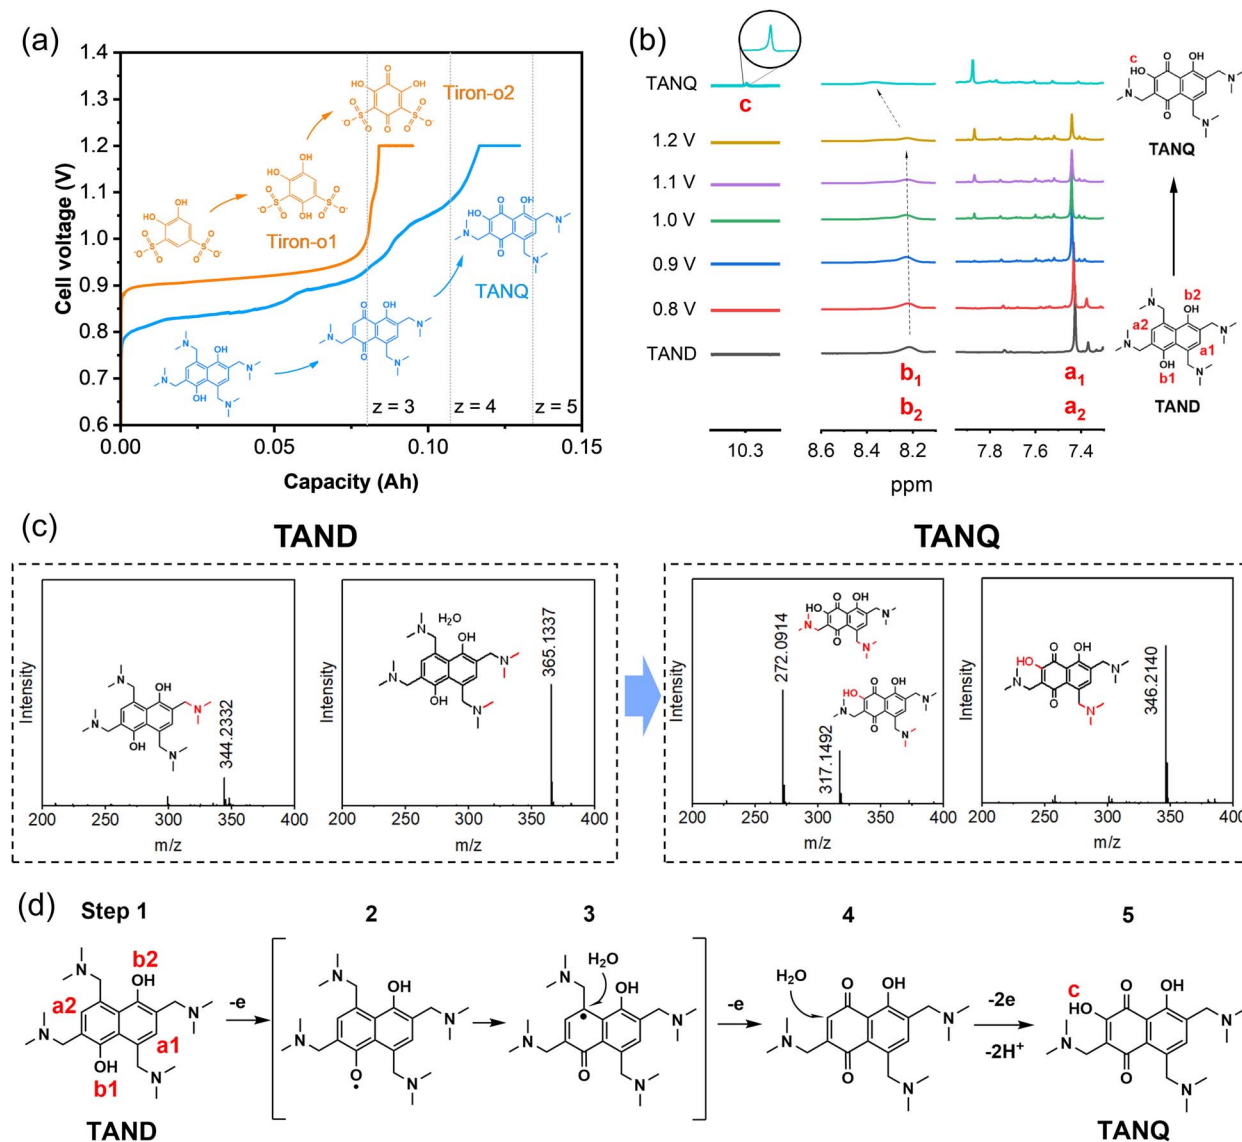 (a)
Cell voltage (V)
1.4
1.3
1.2
1.1
1.0
0.9
0.8
0.7
0.6
0.00
0.05
0.10
0.15
Capacity (Ah)
Tiron-o2
Tiron-o1
TANQ
z = 3
z = 4
z = 5
(b)
TANQ
1.2 V
1.1 V
1.0 V
0.9 V
0.8 V
TAND
c
b1
b2
a1
a2
10.3
8.6 8.4 8.2
7.8 7.6 7.4
ppm
c
TANQ
b2
a2
a1
b1
TAND
(c)
TAND
TANQ
Intensity
344.2332
200 250 300 350 400
m/z
Intensity
H₂O
365.1337
200 250 300 350 400
m/z
Intensity
272.0914
317.1492
200 250 300 350 400
m/z
Intensity
346.2140
200 250 300 350 400
m/z
(d)
Step 1
2
3
4
5
b2
a2
a1
b1
TAND
-e
H₂O
-e
H₂O
-2e
-2H⁺
c
TANQ